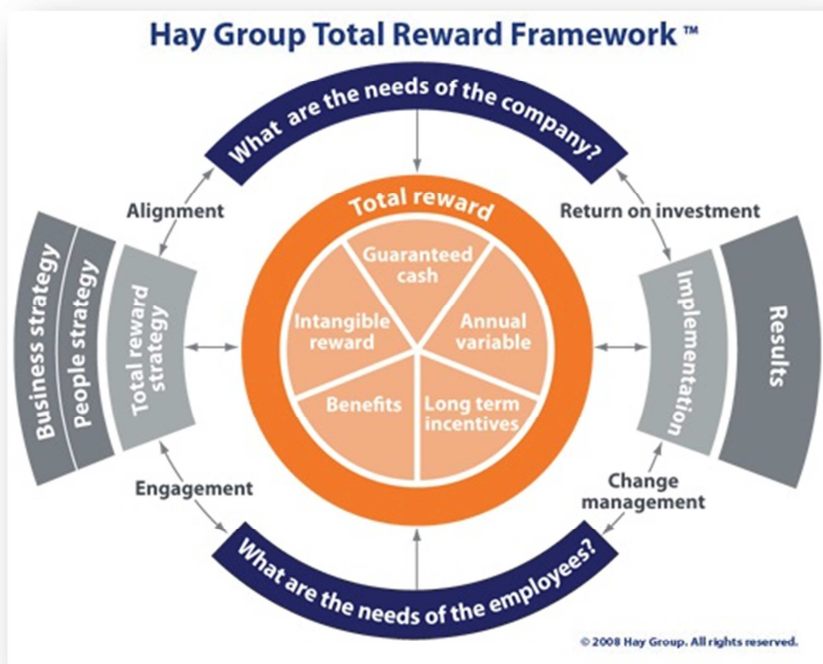 Hay Group Total Reward Framework ™
What are the needs of the company?
Alignment
Return on investment
Total reward
Guaranteed
cash
Intangible
reward
Annual
variable
Benefits
Long term
incentives
Business strategy
People strategy
Total reward
strategy
Implementation
Results
Engagement
Change
management
What are the needs of the employees?
© 2008 Hay Group. All rights reserved.